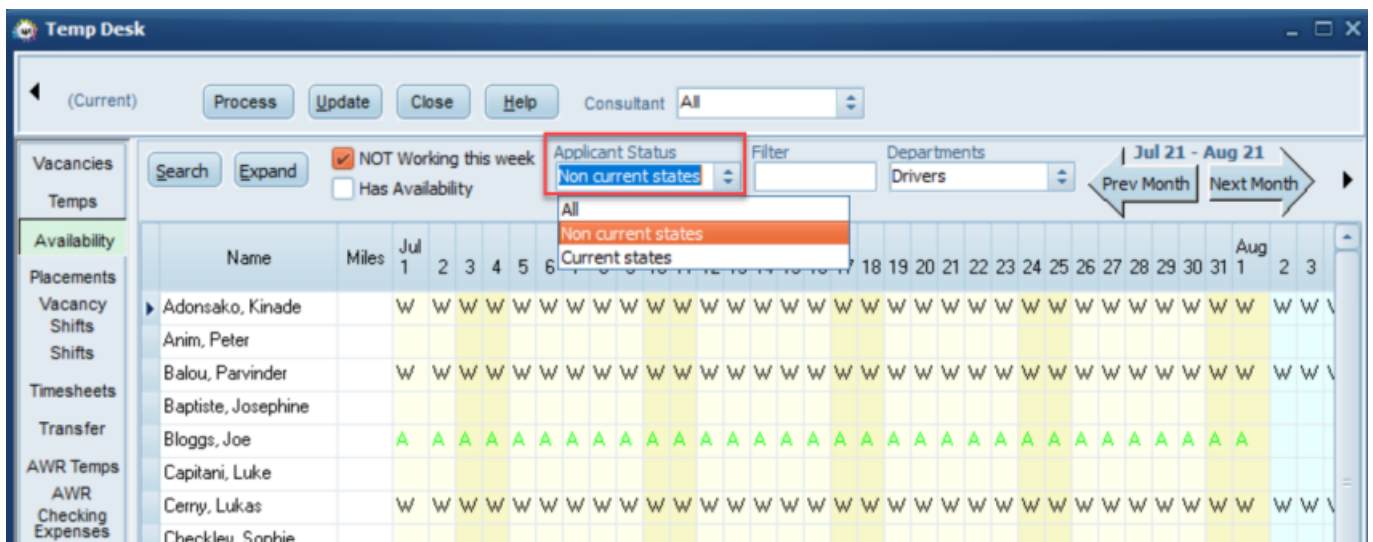 Temp Desk
(Current) Process Update Close Help Consultant All
Search Expand NOT Working this week Applicant Status Filter Departments Jul 21 - Aug 21
Has Availability Non current states Drivers Prev Month Next Month
All
Non current states
Current states
Vacancies
Temps
Availability
Placements
Vacancy
Shifts
Shifts
Timesheets
Transfer
AWR Temps
AWR
Checking
Expenses
Name Miles Jul Aug
1 2 3 4 5 6 17 18 19 20 21 22 23 24 25 26 27 28 29 30 31 1 2 3
Adonsako, Kinade W W W W W W W W W W W W W W W W W W W W W W W W W W W W W W W W W W
Anim, Peter
Balou, Parvinder W W W W W W W W W W W W W W W W W W W W W W W W W W W W W W W W W W
Baptiste, Josephine
Bloggs, Joe A A A A A A A A A A A A A A A A A A A A A A A A A A A A A A A A
Capitani, Luke
Cerny, Lukas W W W W W W W W W W W W W W W W W W W W W W W W W W W W W W W W W W
Checkley, Sophie